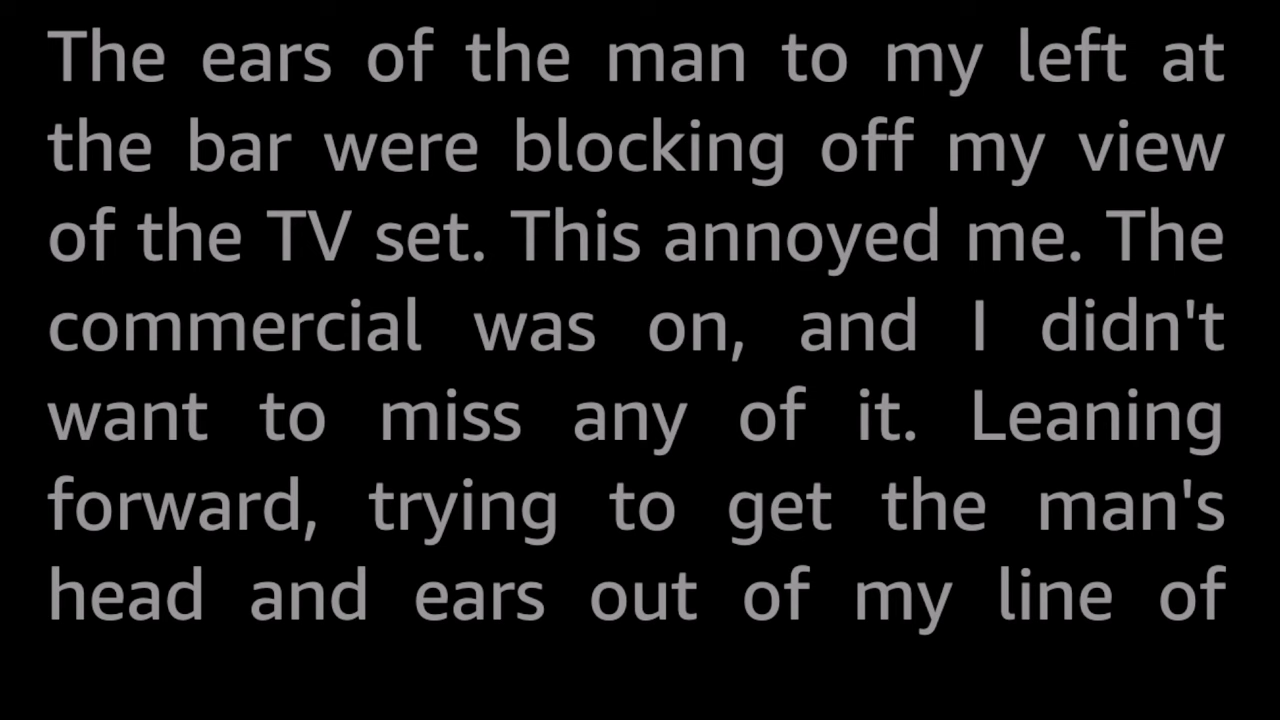 The ears of the man to my left at
the bar were blocking off my view
of the TV set. This annoyed me. The
commercial was on, and I didn't
want to miss any of it. Leaning
forward, trying to get the man's
head and ears out of my line of